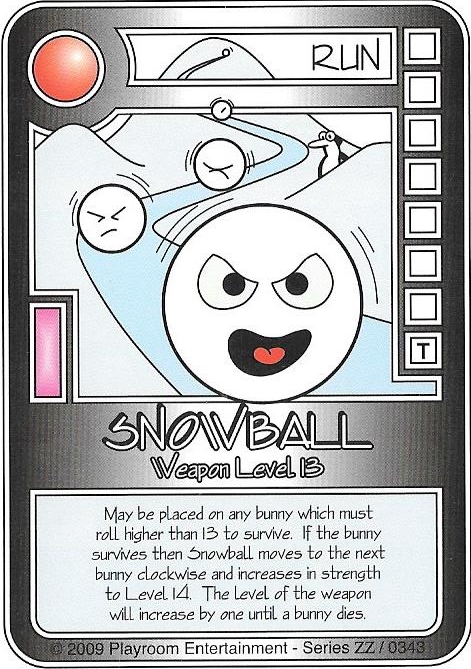 RUN
T
SNOWBALL
Weapon Level 13
May be placed on any bunny which must
roll higher than 13 to survive. If the bunny
survives then Snowball moves to the next
bunny clockwise and increases in strength
to Level 14. The level of the weapon
will increase by one until a bunny dies.
© 2009 Playroom Entertainment - Series ZZ / 0343